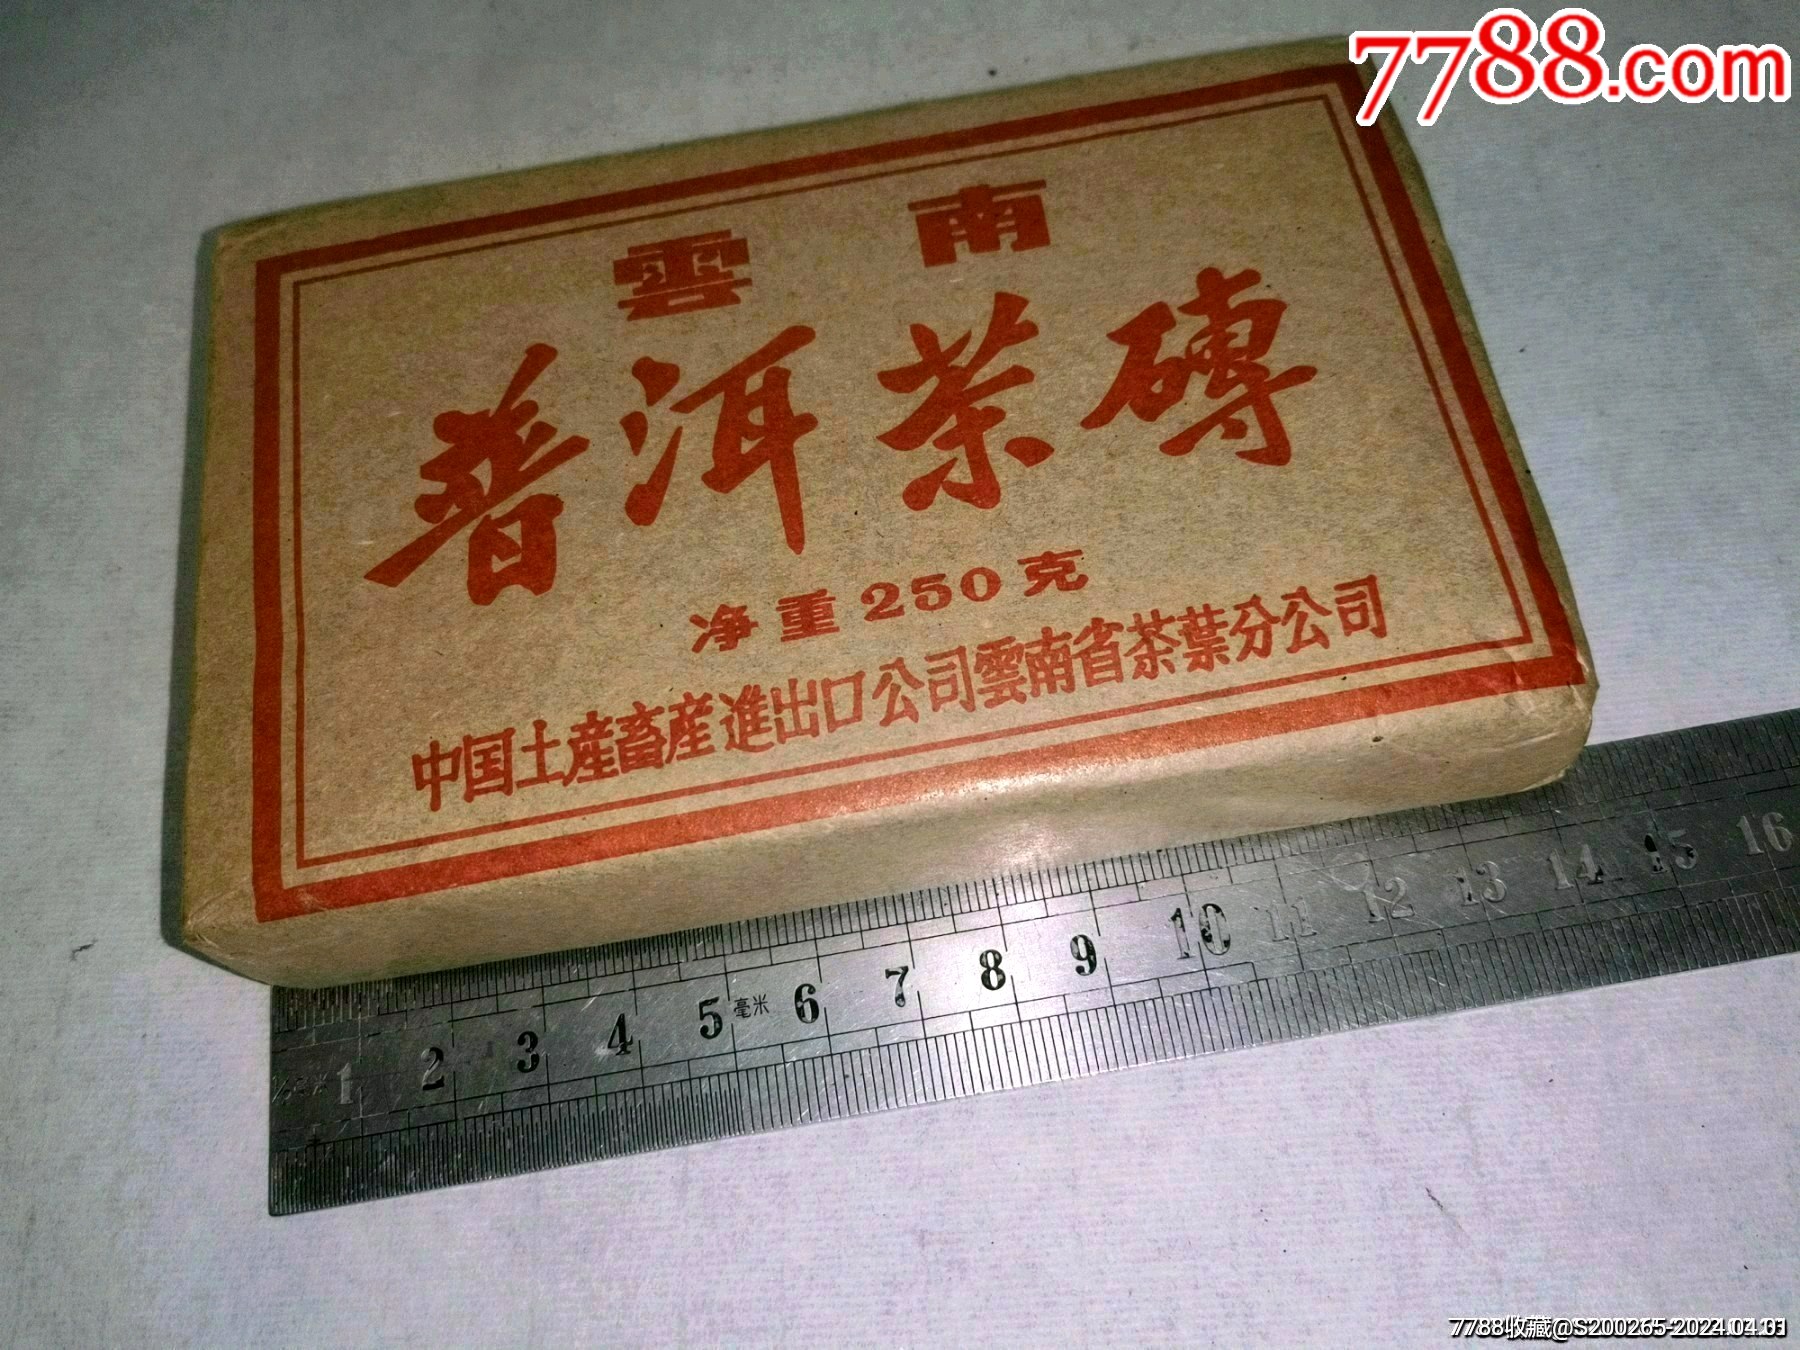 7788.com
雲南
普洱茶磚
净重250克
中国土產畜產進出口公司雲南省茶葉分公司
1 2 3 4 5 毫米 6 7 8 9 10 11 12 13 14 15 16
7788收藏@S200265-2024.04.01